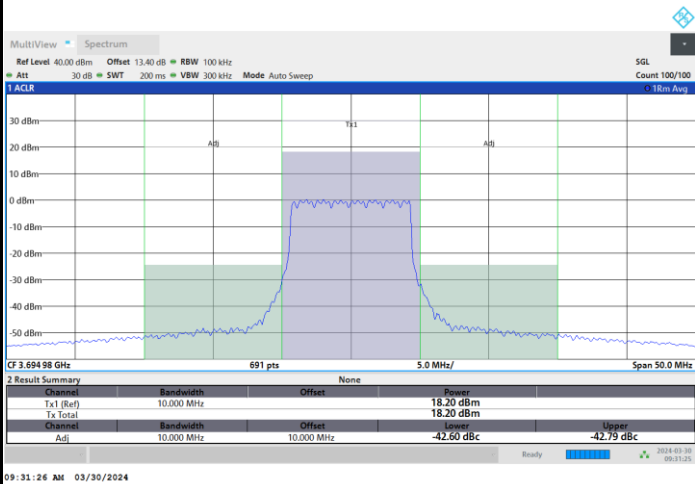 MultiView Spectrum
Ref Level 40.00 dBm Offset 13.40 dB RBW 100 kHz SGL
Att 30 dB SWT 200 ms VBW 300 kHz Mode Auto Sweep Count 100/100
1 ACLR 1Rm Avg
30 dBm
Tx1
20 dBm Adj Adj
10 dBm
0 dBm
-10 dBm
-20 dBm
-30 dBm
-40 dBm
-50 dBm
CF 3.694 98 GHz 691 pts 5.0 MHz/ Span 50.0 MHz
2 Result Summary None
Channel Bandwidth Offset Power
Tx1 (Ref) 10.000 MHz 18.20 dBm
Tx Total 18.20 dBm
Channel Bandwidth Offset Lower Upper
Adj 10.000 MHz 10.000 MHz -42.60 dBc -42.79 dBc
Ready 2024-03-30
09:31:25
09:31:26 AM 03/30/2024